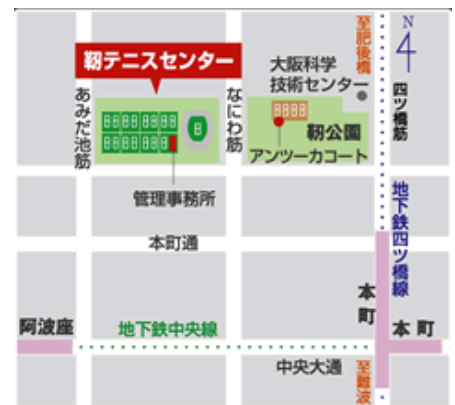 至肥後橋
N
靭テニスセンター
大阪科学
技術センター
四ツ橋筋
あみだ池筋
なにわ筋
靭公園
アンツーカコート
管理事務所
地下鉄四ツ橋線
本町通
本町
阿波座
地下鉄中央線
本町
中央大通
至難波